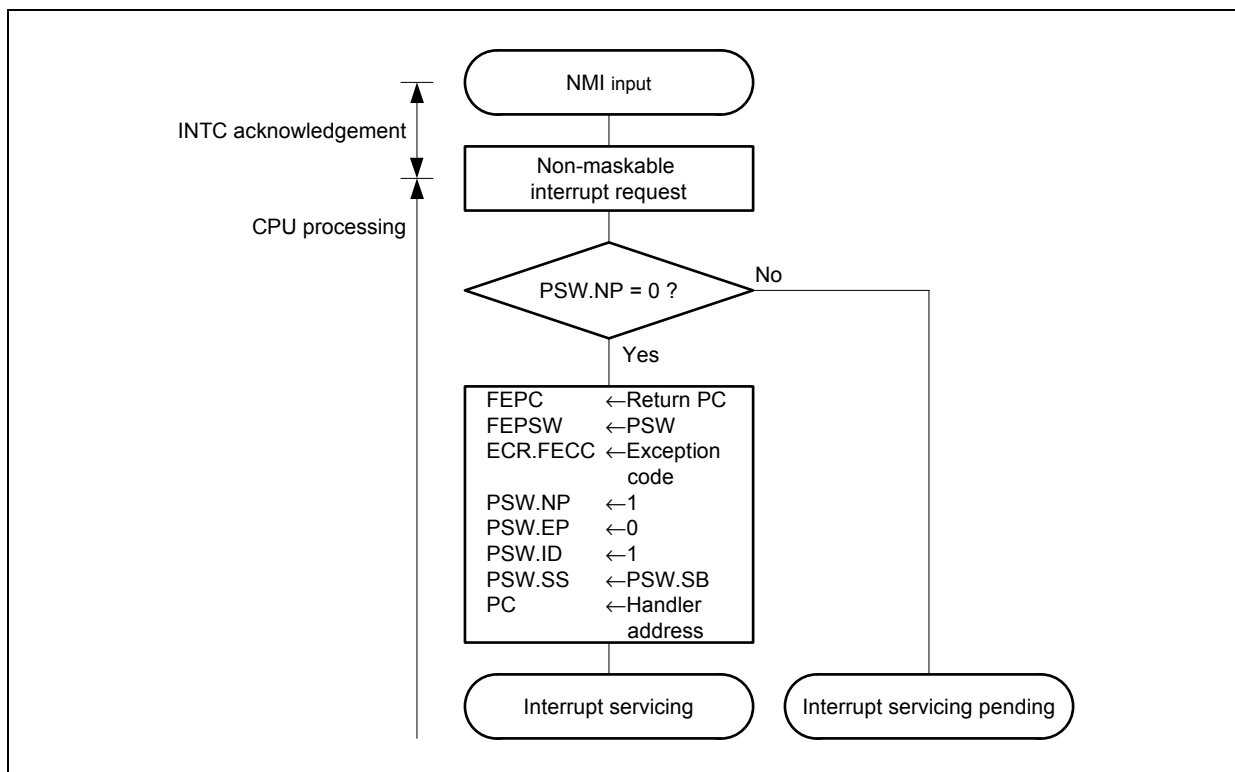 NMI input
INTC acknowledgement
Non-maskable
interrupt request
CPU processing
No
PSW.NP = 0 ?
Yes
FEPC ←Return PC
FEPSW ←PSW
ECR.FECC ←Exception
code
PSW.NP ←1
PSW.EP ←0
PSW.ID ←1
PSW.SS ←PSW.SB
PC ←Handler
address
Interrupt servicing
Interrupt servicing pending